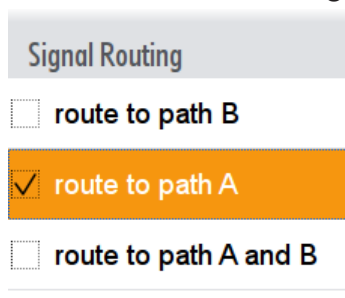 Signal Routing
route to path B
route to path A
route to path A and B